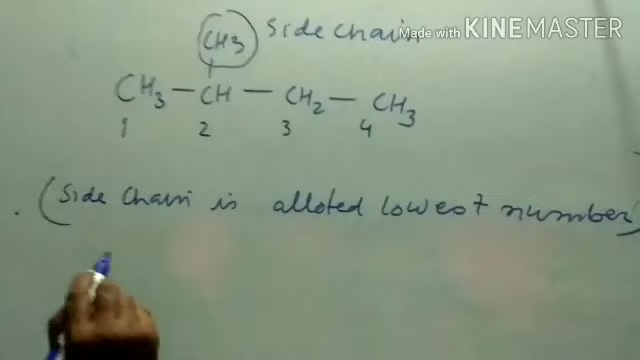 CH3 Side chain
Made with KINEMASTER
CH3 — CH — CH2 — CH3
1 2 3 4
. (Side Chain is alloted lowest number)